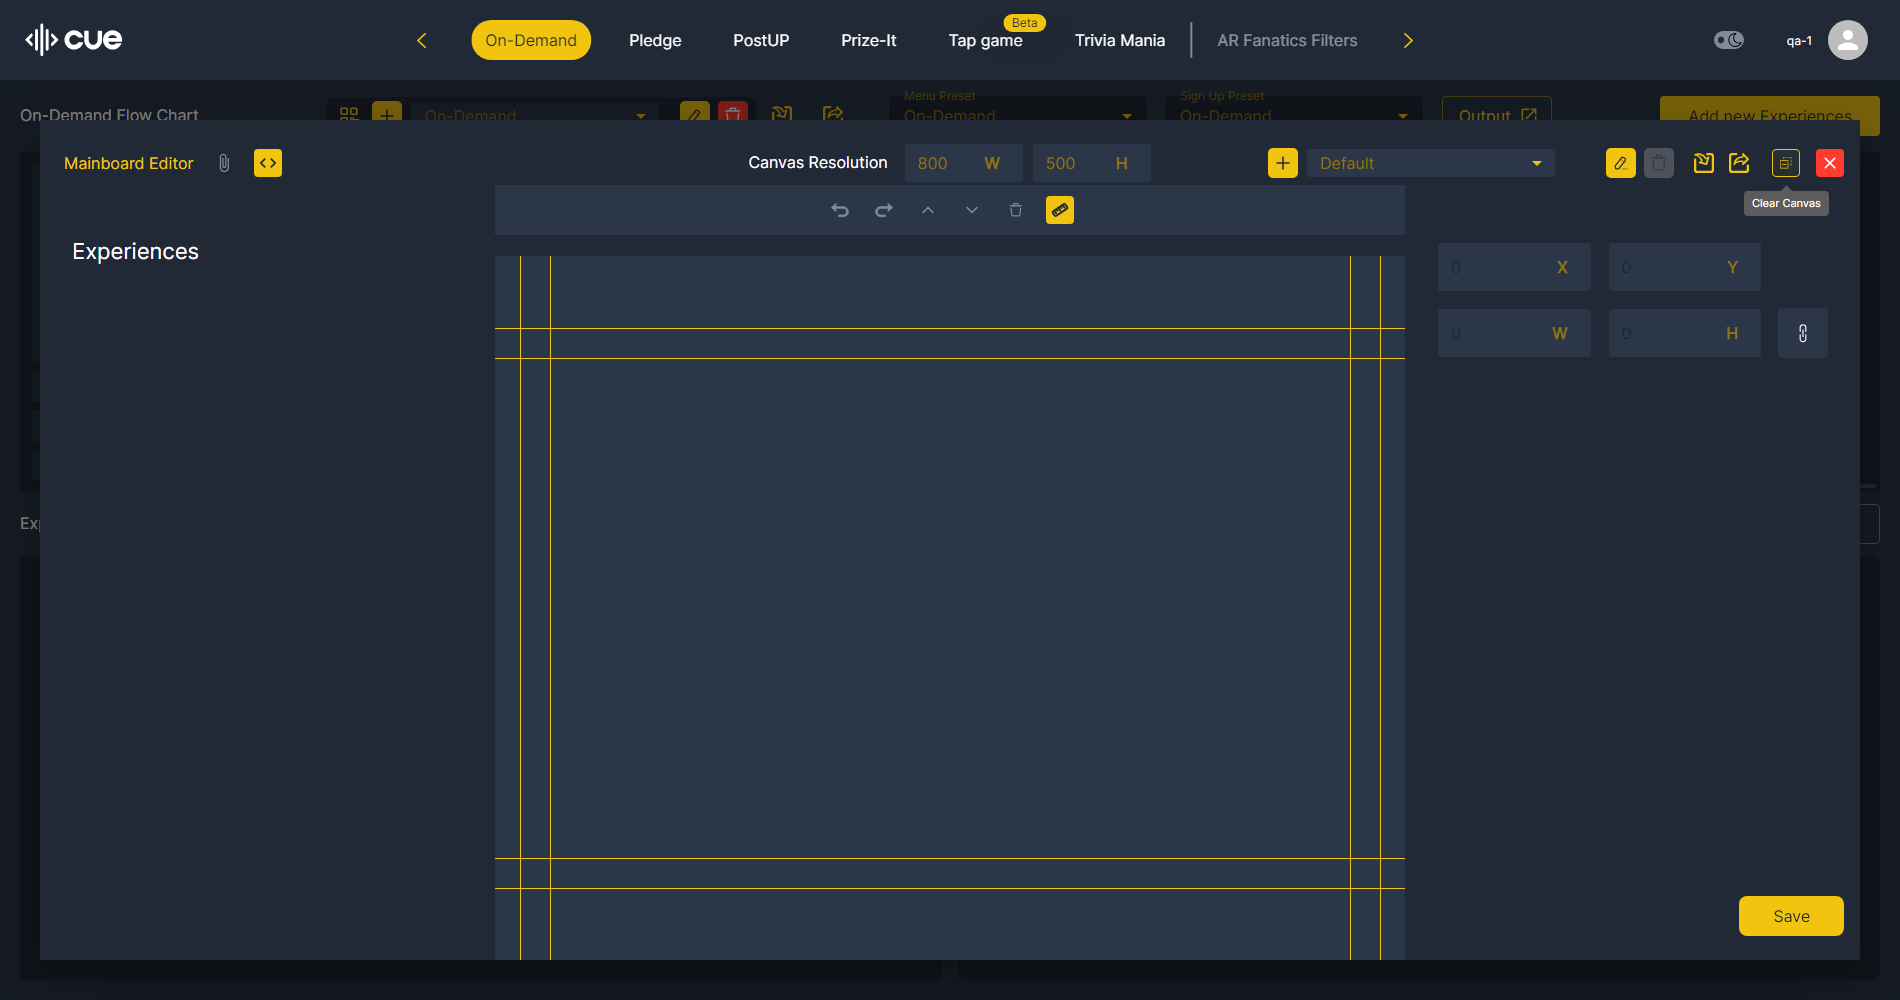 cue
On-Demand
Pledge
PostUP
Prize-It
Beta
Tap game
Trivia Mania
AR Fanatics Filters
qa-1
On-Demand Flow Chart
On-Demand
Menu Preset
On-Demand
Sign Up Preset
On-Demand
Output
Add new Experiences
Mainboard Editor
Canvas Resolution
800 W
500 H
Default
Clear Canvas
Experiences
0 X
0 Y
0 W
0 H
Save